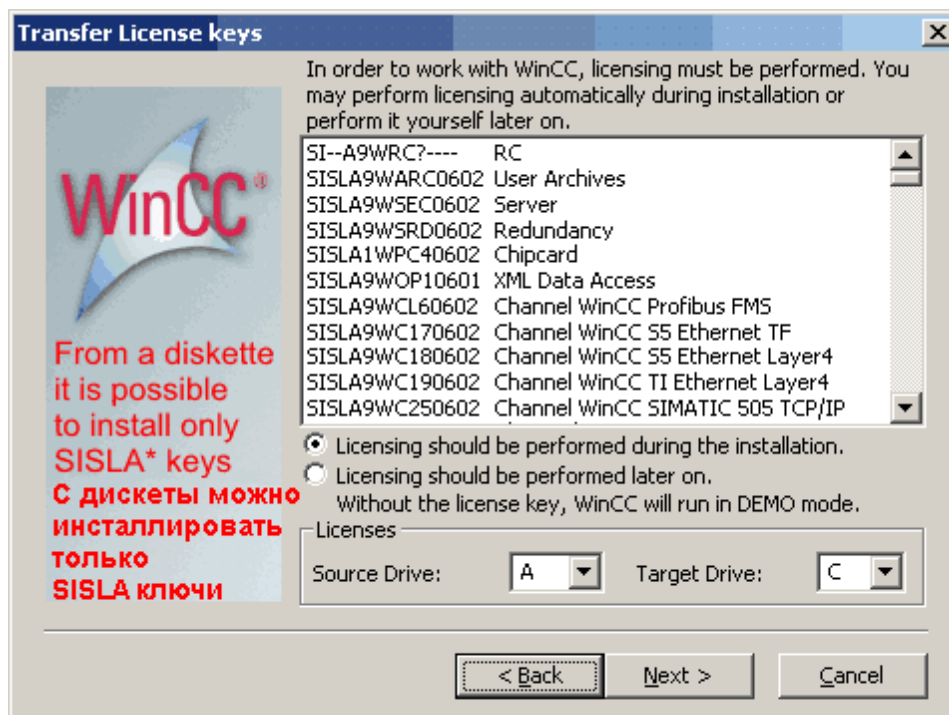 Transfer License keys
In order to work with WinCC, licensing must be performed. You
may perform licensing automatically during installation or
perform it yourself later on.
WinCC®
From a diskette
it is possible
to install only
SISLA* keys
С дискеты можно
инсталлировать
только
SISLA ключи
SI--A9WRC?---- RC
SISLA9WARC0602 User Archives
SISLA9WSEC0602 Server
SISLA9WSRD0602 Redundancy
SISLA1WPC40602 Chipcard
SISLA9WOP10601 XML Data Access
SISLA9WCL60602 Channel WinCC Profibus FMS
SISLA9WC170602 Channel WinCC S5 Ethernet TF
SISLA9WC180602 Channel WinCC S5 Ethernet Layer4
SISLA9WC190602 Channel WinCC TI Ethernet Layer4
SISLA9WC250602 Channel WinCC SIMATIC 505 TCP/IP
Licensing should be performed during the installation.
Licensing should be performed later on.
Without the license key, WinCC will run in DEMO mode.
Licenses
Source Drive: A Target Drive: C
< Back Next > Cancel